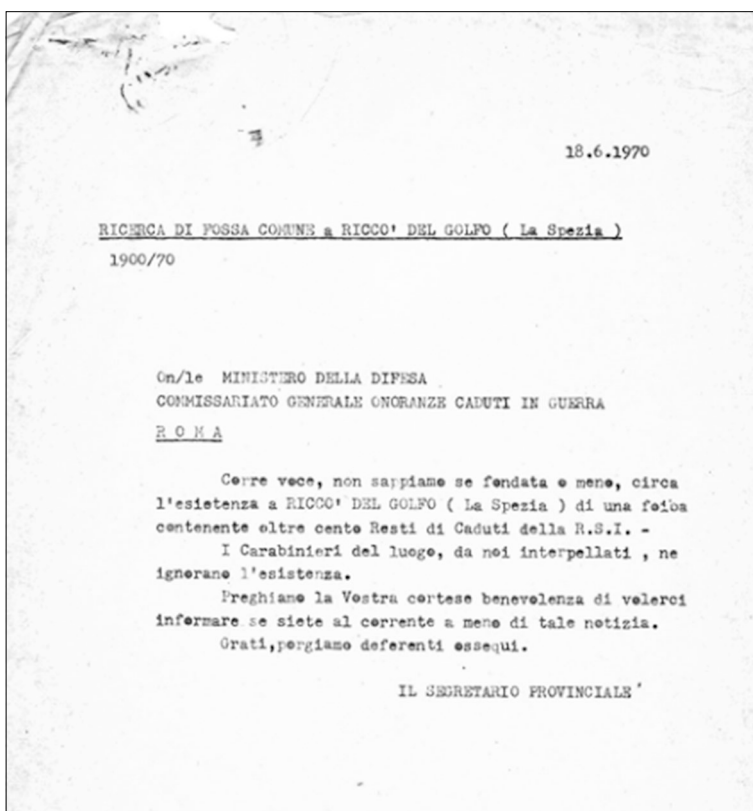 18.6.1970
RICERCA DI FOSSA COMUNE a RICCO' DEL GOLFO ( La Spezia )
1900/70
On/le MINISTERO DELLA DIFESA
COMMISSARIATO GENERALE ONORANZE CADUTI IN GUERRA
R O M A
Corre voce, non sappiamo se fondata o meno, circa
l'esistenza a RICCO' DEL GOLFO ( La Spezia ) di una foiba
contenente oltre cento Resti di Caduti della R.S.I. -
I Carabinieri del luogo, da noi interpellati , ne
ignorano l'esistenza.
Preghiamo la Vostra cortese benevolenza di volerci
informare se siete al corrente a meno di tale notizia.
Grati,porgiamo deferenti ossequi.
IL SEGRETARIO PROVINCIALE